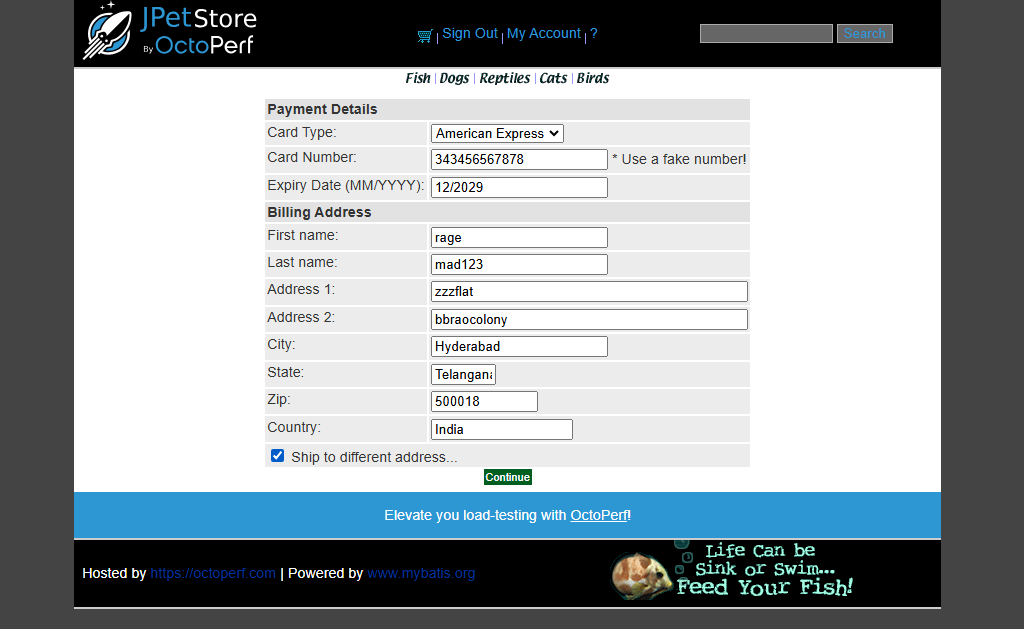 JPetStore
By OctoPerf
| Sign Out | My Account | ?
Search
Fish | Dogs | Reptiles | Cats | Birds
Payment Details
Card Type: American Express
Card Number: 343456567878 * Use a fake number!
Expiry Date (MM/YYYY): 12/2029
Billing Address
First name: rage
Last name: mad123
Address 1: zzzflat
Address 2: bbraocolony
City: Hyderabad
State: Telangana
Zip: 500018
Country: India
Ship to different address...
Continue
Elevate you load-testing with OctoPerf!
Life Can be
Sink or Swim...
Feed Your Fish!
Hosted by https://octoperf.com | Powered by www.mybatis.org